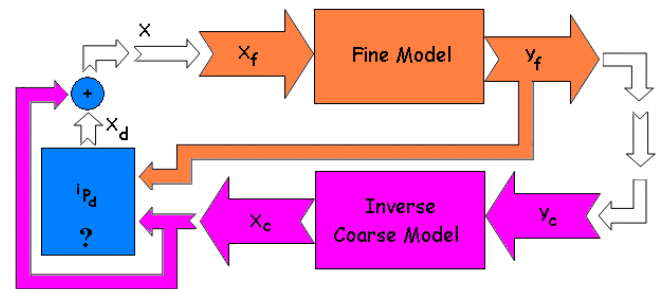 X
X_f
Fine Model
y_f
+
X_d
iP_d
?
X_c
Inverse
Coarse Model
y_c